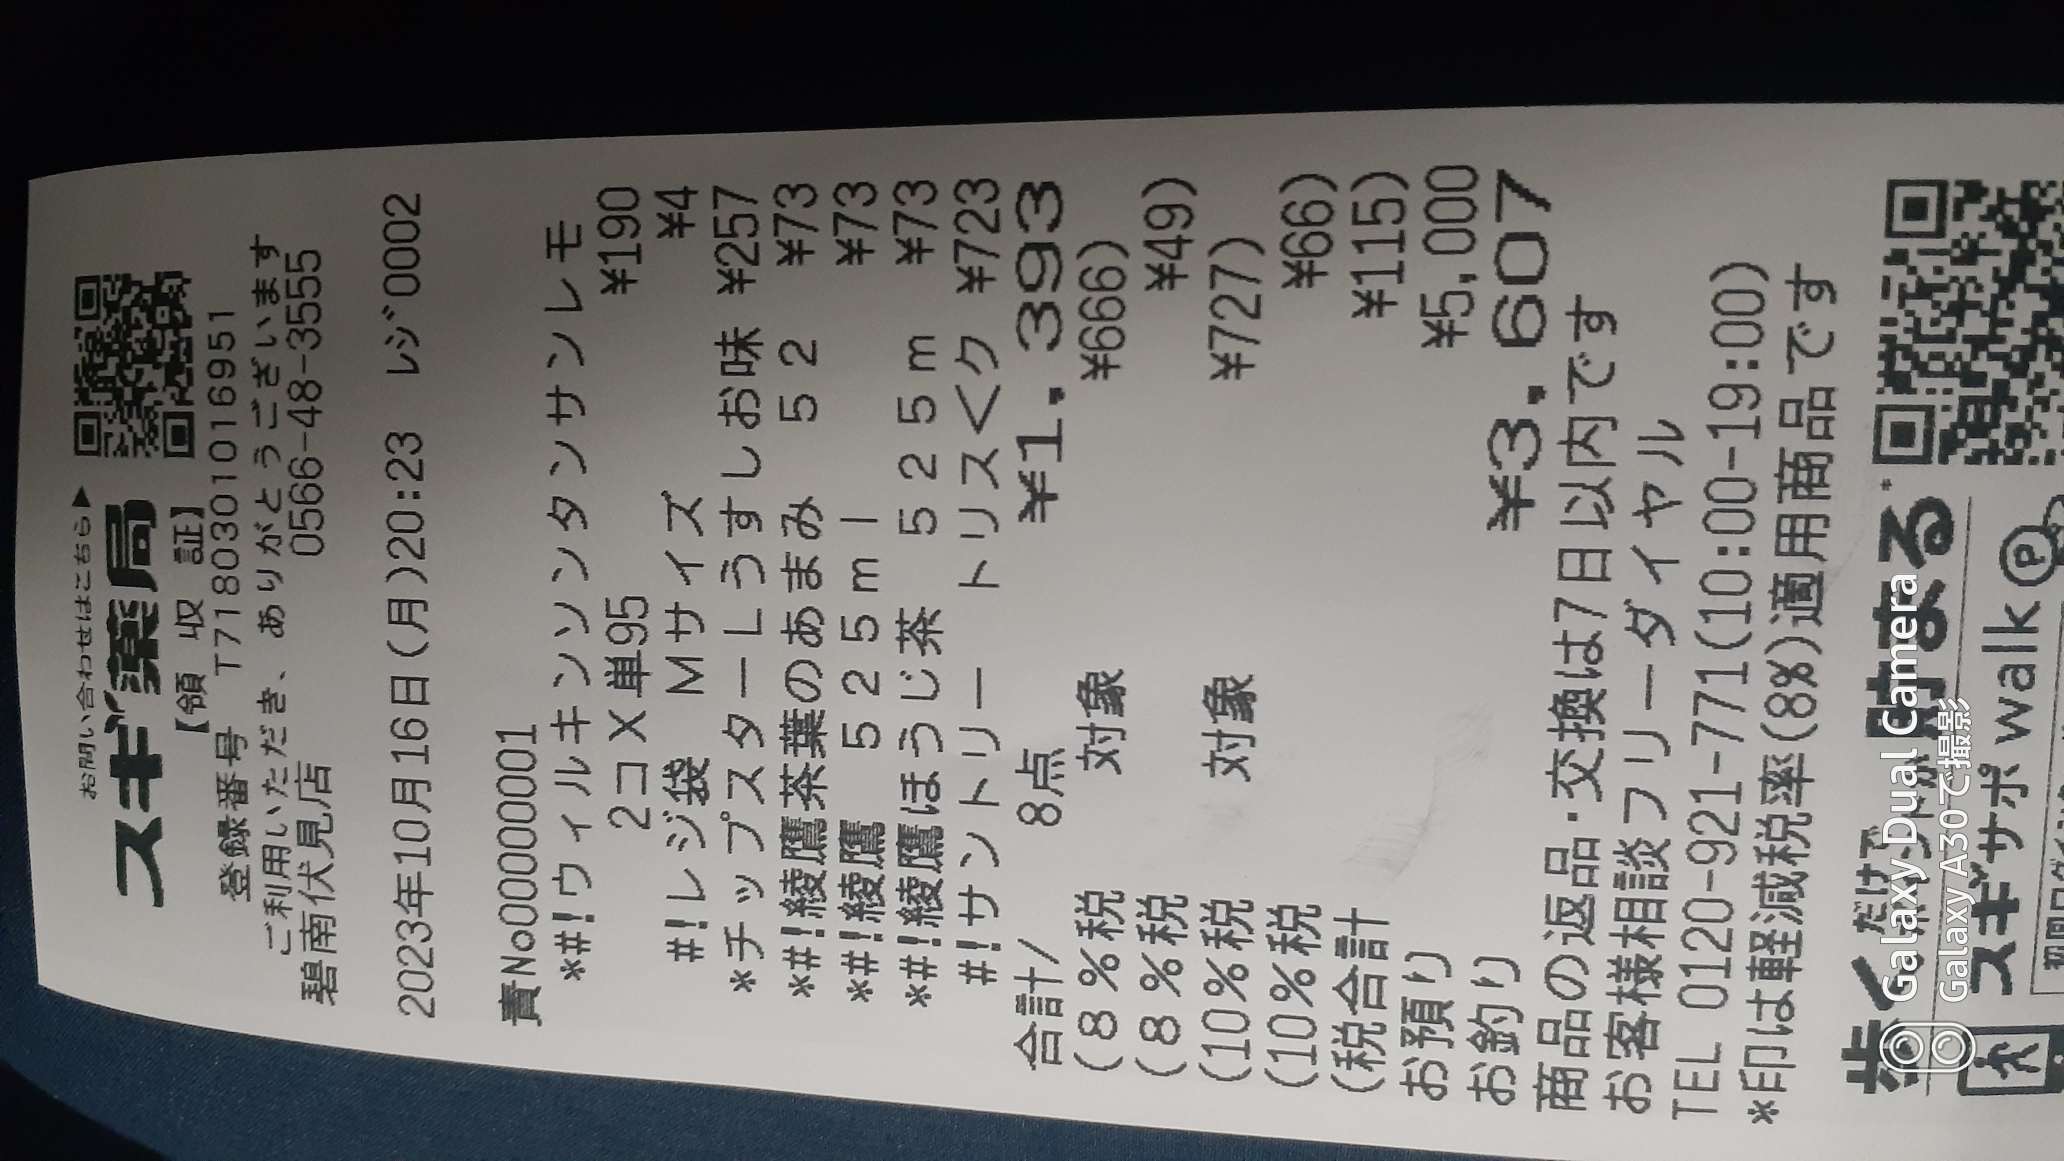 お問い合わせはこちら▶
スギ薬局
【領 収 証】
登録番号 T7180301016951
ご利用いただき、ありがとうございます
碧南伏見店 0566-48-3555
2023年10月16日(月)20:23 レジ0002
責No00000001
*#!ウィルキンソンタンサンレモ
2コ×単95 ¥190
#!レジ袋 Mサイズ ¥4
*チップスターLうすしお味 ¥257
*#!綾鷹茶葉のあまみ 52 ¥73
*#!綾鷹 525ml ¥73
*#!綾鷹ほうじ茶 525m ¥73
#!サントリー トリス<ク ¥723
合計/ 8点 ¥1,393
(8%税 対象 ¥666)
(8%税 ¥49)
(10%税 対象 ¥727)
(10%税 ¥66)
(税合計 ¥115)
お預り ¥5,000
お釣り ¥3,607
商品の返品・交換は7日以内です
お客様相談フリーダイヤル
TEL 0120-921-771(10:00-19:00)
*印は軽減税率(8%)適用商品です
歩くだけで
まる
スギサポwalk
Galaxy Dual Camera
Galaxy A30で撮影